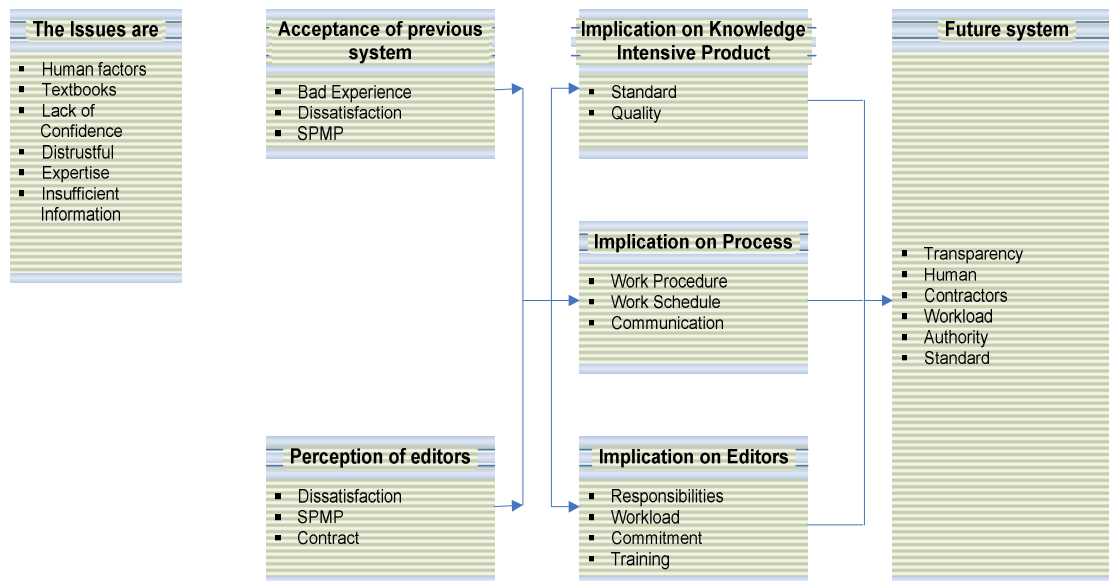 The Issues are
Human factors
Textbooks
Lack of
Confidence
Distrustful
Expertise
Insufficient
Information
Acceptance of previous
system
Bad Experience
Dissatisfaction
SPMP
Perception of editors
Dissatisfaction
SPMP
Contract
Implication on Knowledge
Intensive Product
Standard
Quality
Implication on Process
Work Procedure
Work Schedule
Communication
Implication on Editors
Responsibilities
Workload
Commitment
Training
Future system
Transparency
Human
Contractors
Workload
Authority
Standard